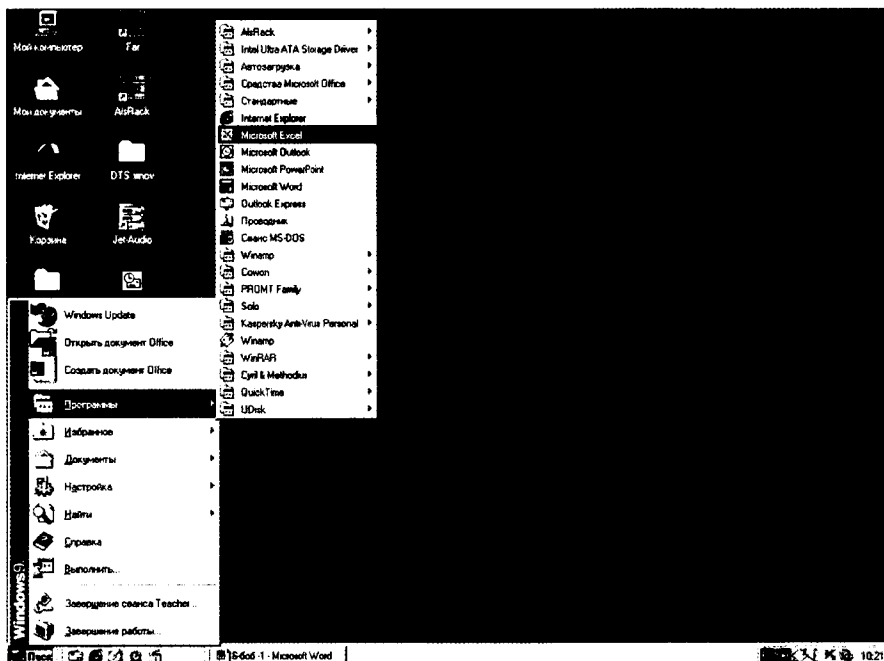 Мой компьютер
Far
Мои документы
AlsRack
Internet Explorer
DTS
Корзина
Jet-Audio
AlsRack
Intel Ultra ATA Storage Driver
Автозагрузка
Средства Microsoft Office
Стандартные
Internet Explorer
Microsoft Excel
Microsoft Outlook
Microsoft PowerPoint
Microsoft Word
Outlook Express
Проводник
Сеанс MS-DOS
Winamp
Cowon
PROMT Family
Solo
Kaspersky Anti-Virus Personal
Winamp
WinRAR
Cyril & Methodius
QuickTime
UDisk
Windows Update
Открыть документ Office
Создать документ Office
Программы
Избранное
Документы
Настройка
Найти
Справка
Выполнить...
Завершение сеанса Teacher...
Завершение работы...
Windows9
Пуск
- Microsoft Word
10:21